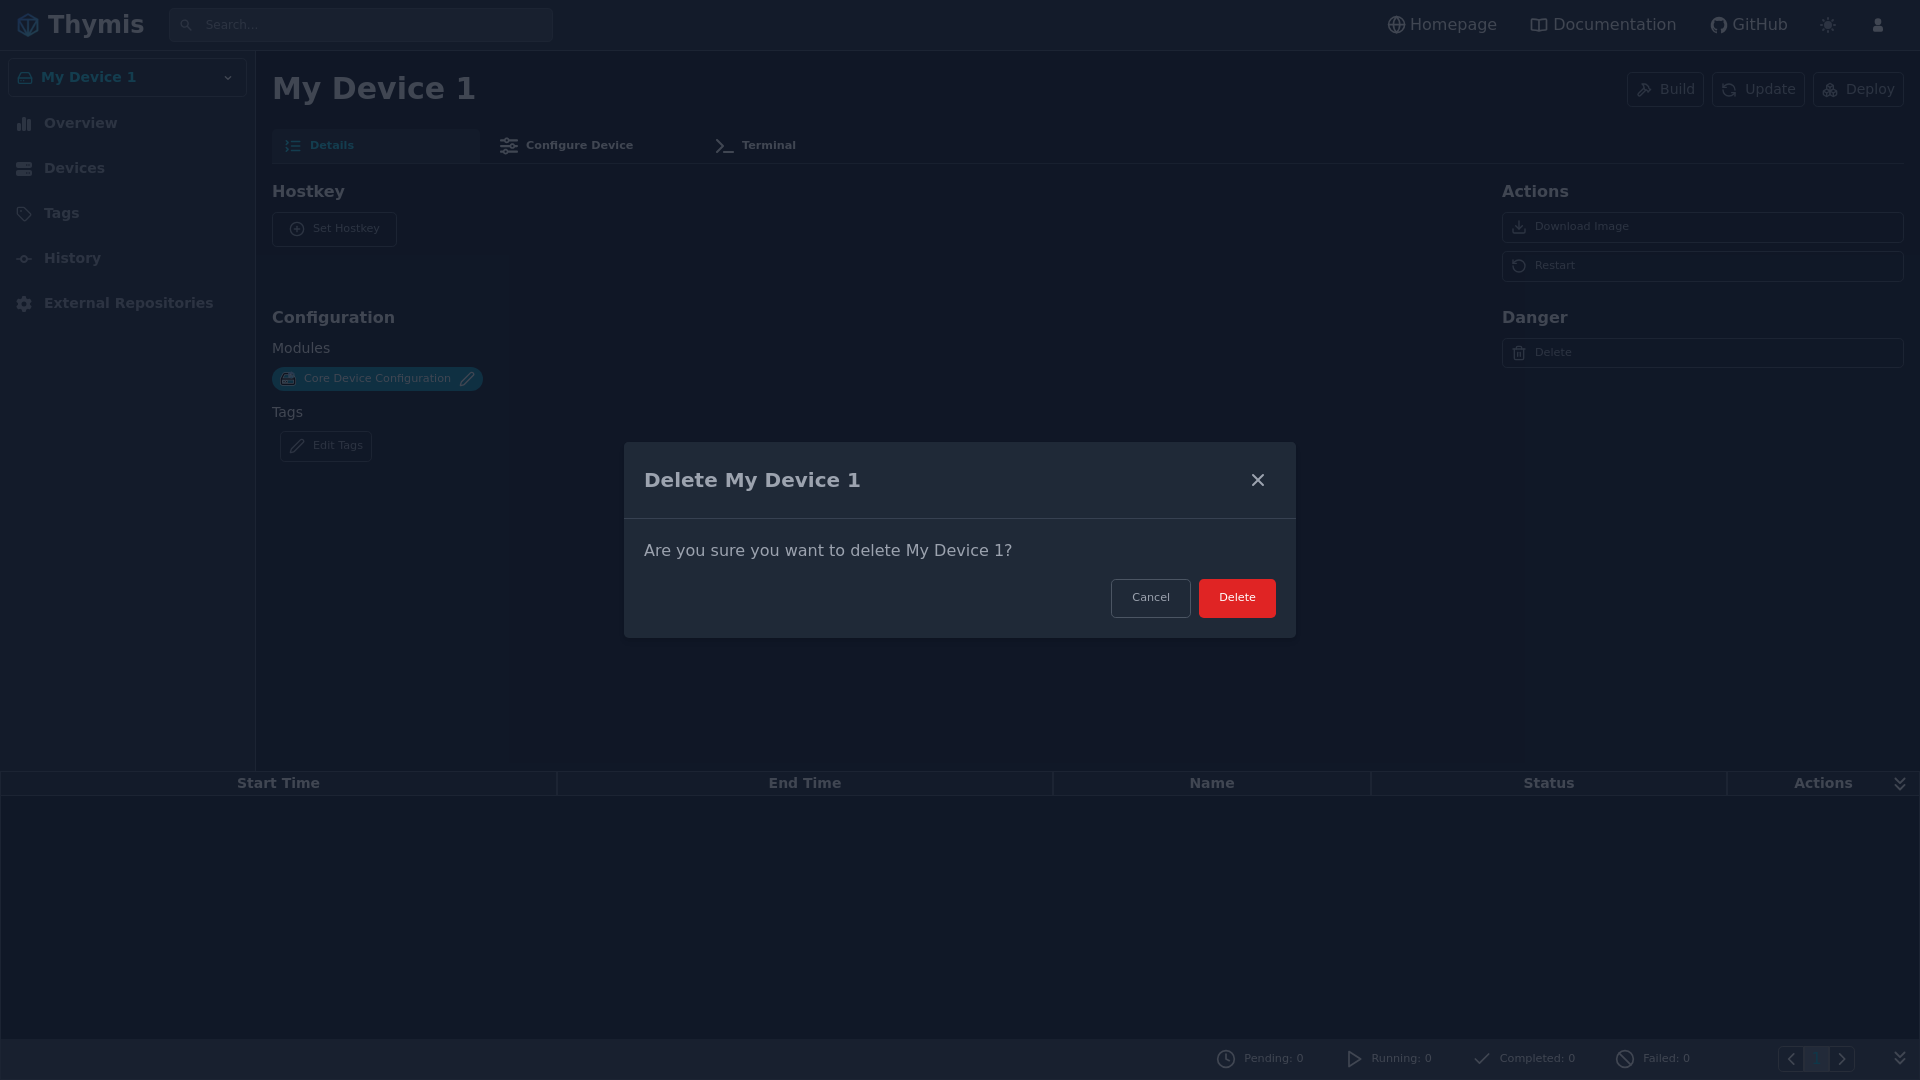 Thymis
Search...
Homepage
Documentation
GitHub
My Device 1
Overview
Devices
Tags
History
External Repositories
My Device 1
Build
Update
Deploy
Details
Configure Device
Terminal
Hostkey
Set Hostkey
Configuration
Modules
Core Device Configuration
Tags
Edit Tags
Actions
Download Image
Restart
Danger
Delete
Delete My Device 1
Are you sure you want to delete My Device 1?
Cancel
Delete
Start Time
End Time
Name
Status
Actions
Pending: 0
Running: 0
Completed: 0
Failed: 0